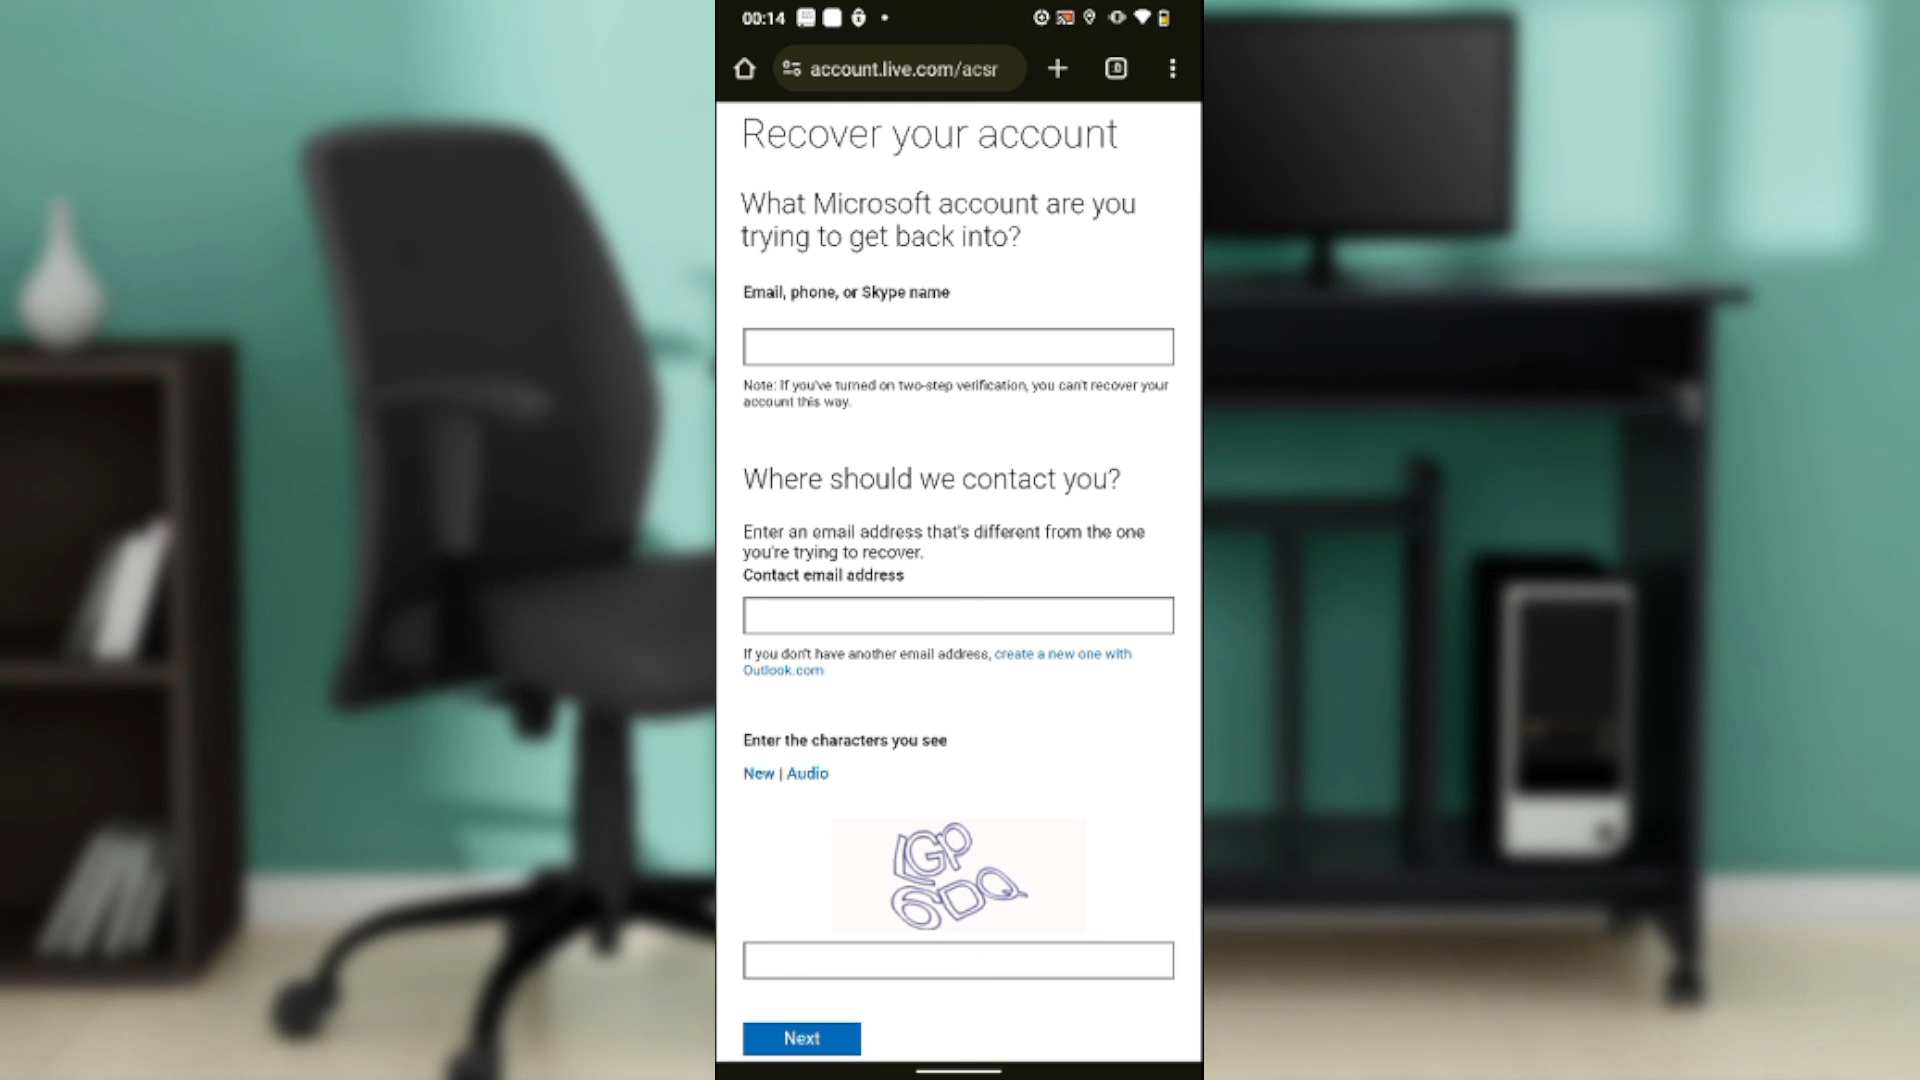 00:14
account.live.com/acsr
Recover your account
What Microsoft account are you
trying to get back into?
Email, phone, or Skype name
Note: If you've turned on two-step verification, you can't recover your
account this way.
Where should we contact you?
Enter an email address that's different from the one
you're trying to recover.
Contact email address
If you don't have another email address, create a new one with
Outlook.com
Enter the characters you see
New | Audio
LGP
6DQ
Next